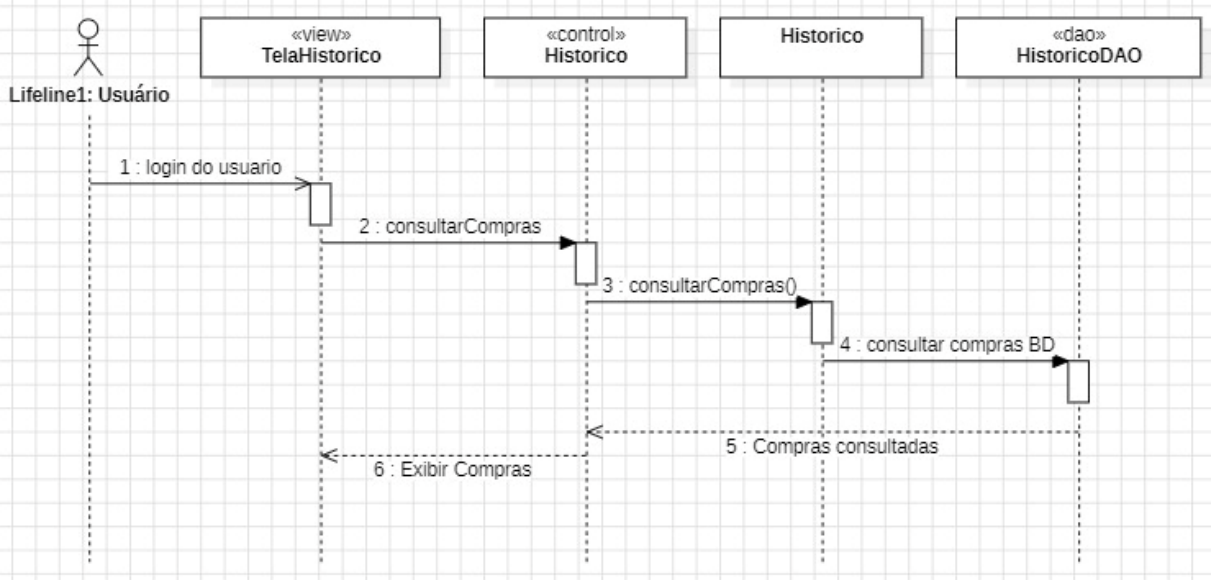 «view»
TelaHistorico
«control»
Historico
Historico
«dao»
HistoricoDAO
Lifeline1: Usuário
1 : login do usuario
2 : consultarCompras
3 : consultarCompras()
4 : consultar compras BD
5 : Compras consultadas
6 : Exibir Compras